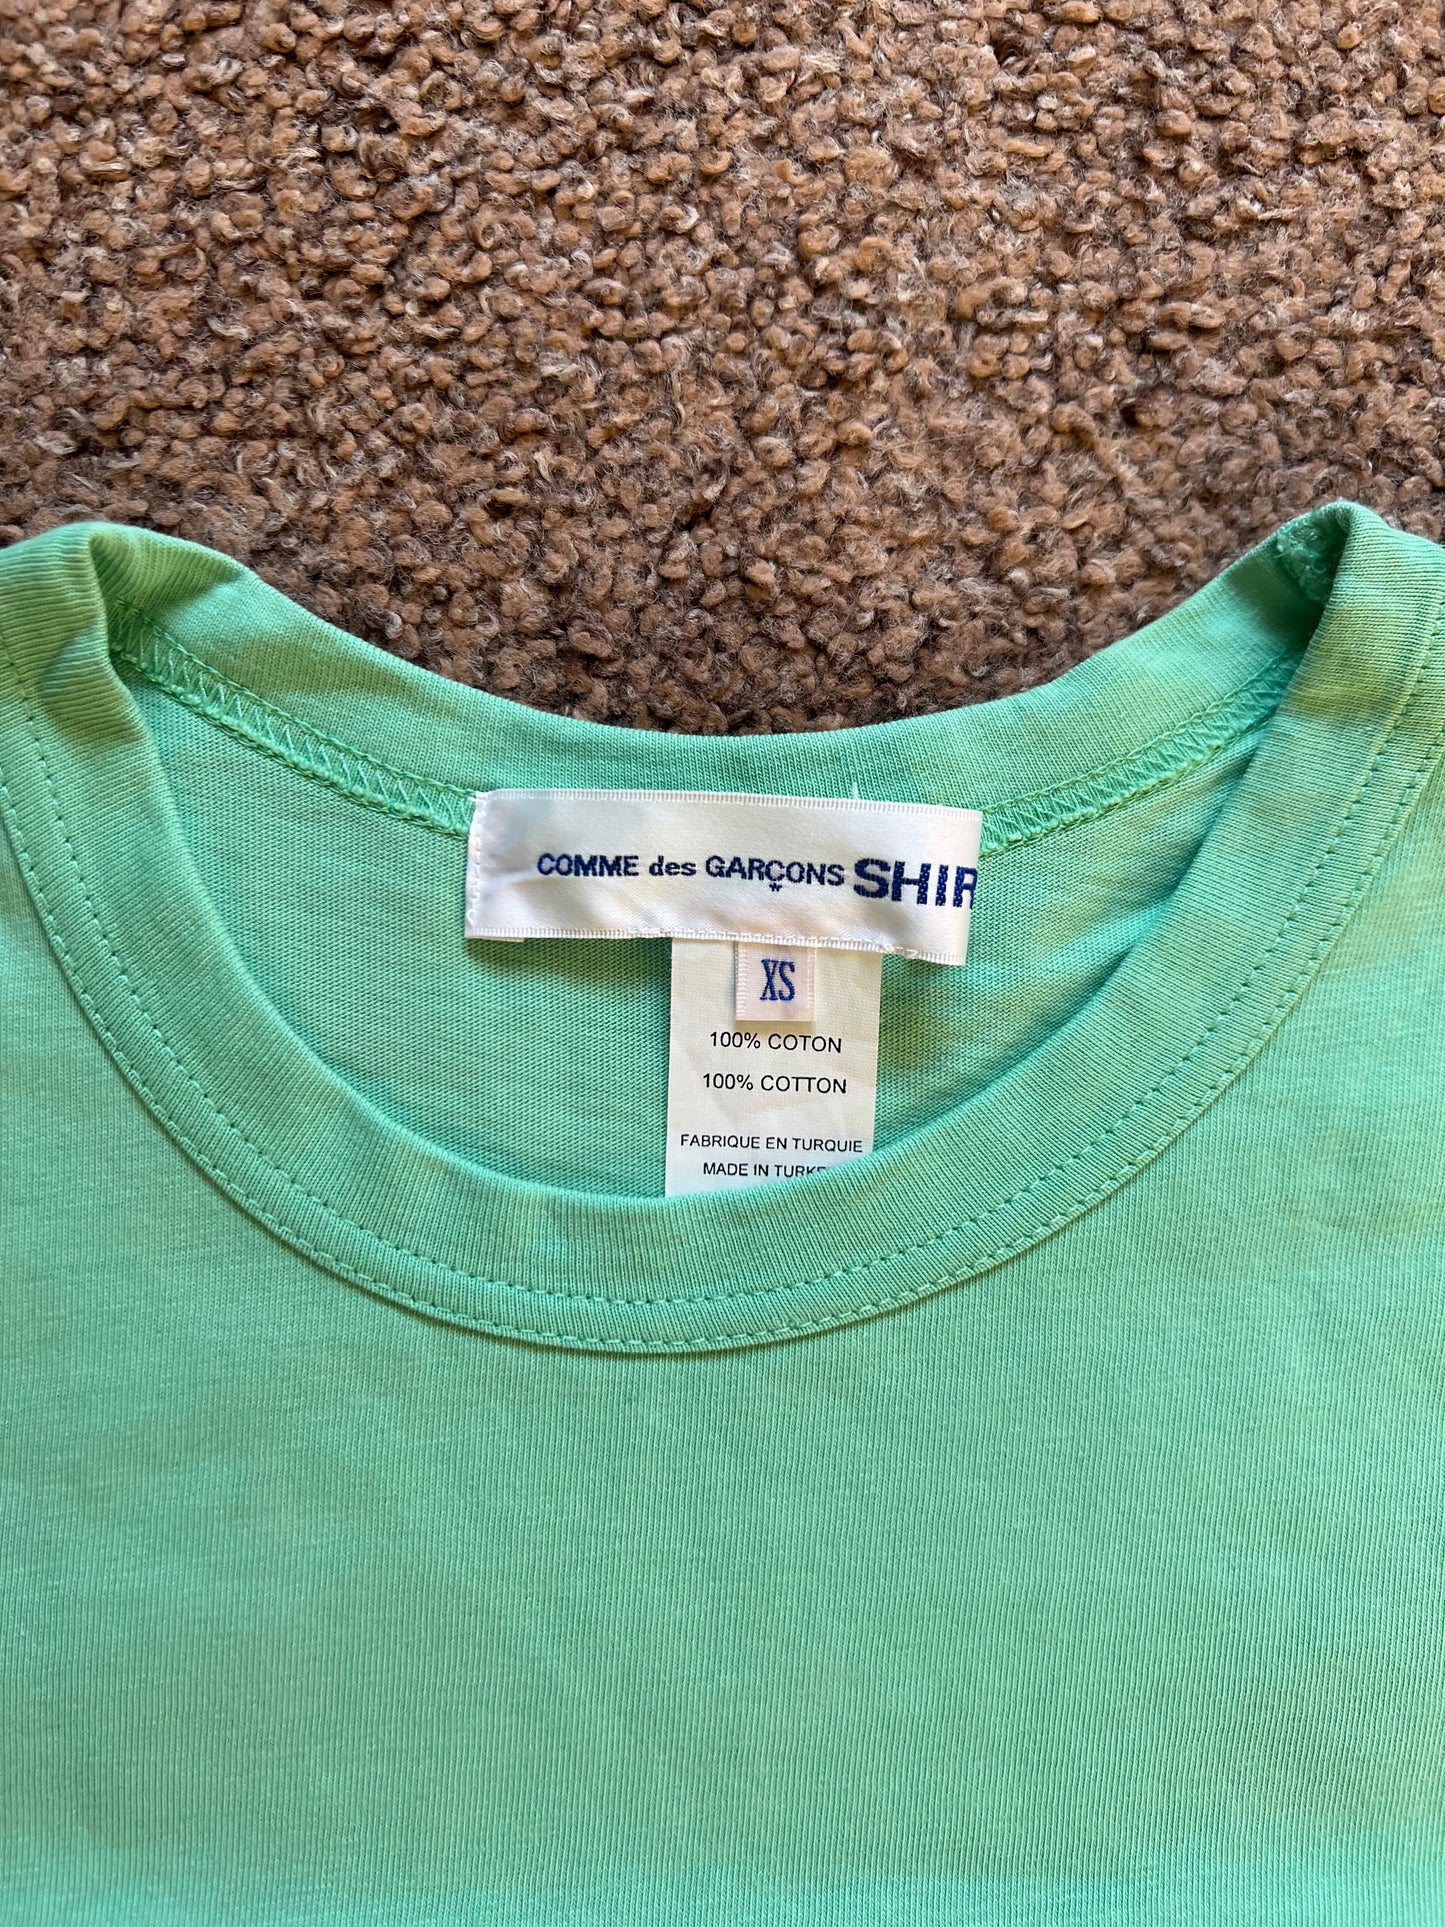 COMME des GARÇONS SHIR
*
XS
100% COTON
100% COTTON
FABRIQUE EN TURQUIE
MADE IN TURKE